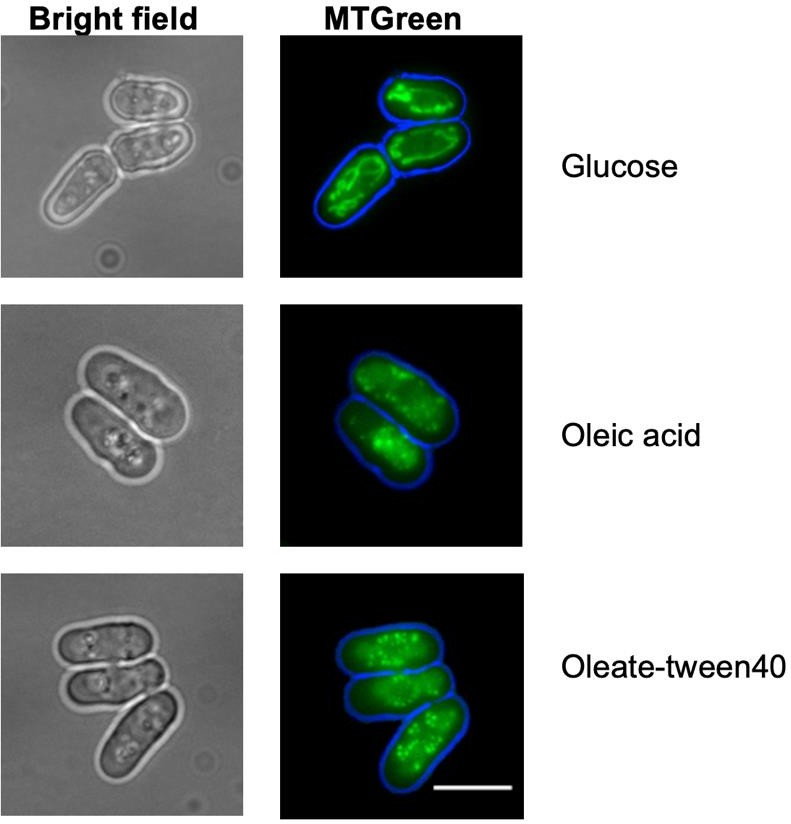 Bright field
MTGreen
Glucose
Oleic acid
Oleate-tween40